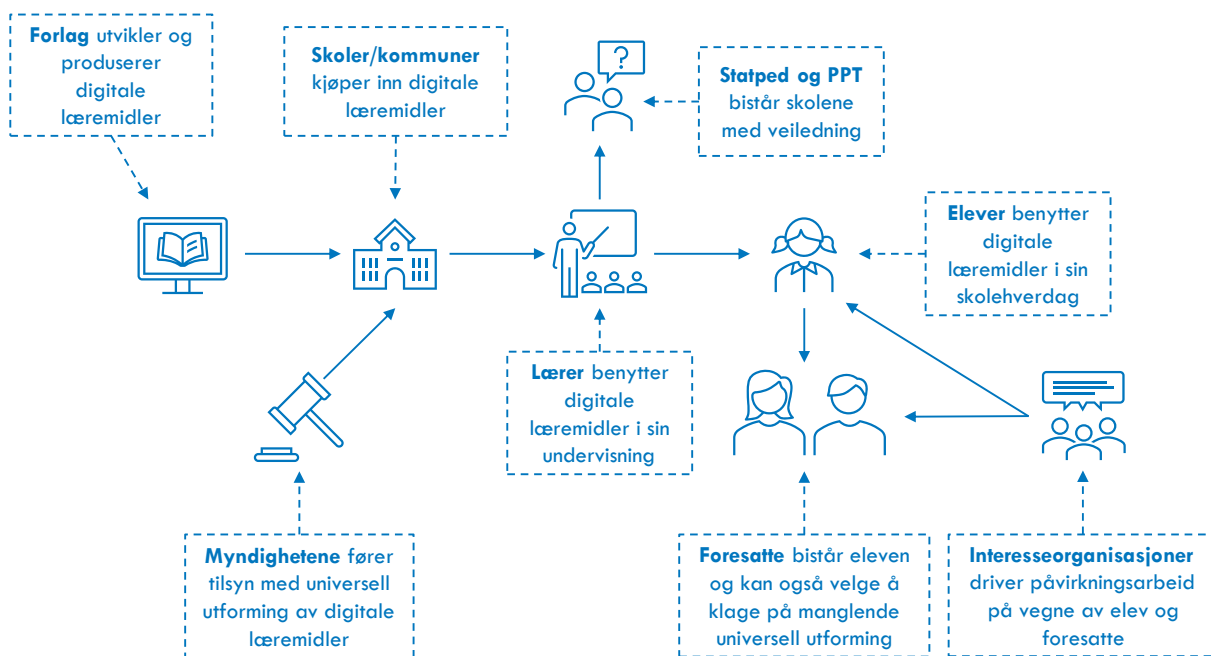 Forlag utvikler og
produserer
digitale
læremidler
Skoler/kommuner
kjøper inn digitale
læremidler
?
Statped og PPT
bistår skolene
med veiledning
Elever benytter
digitale
læremidler i sin
skolehverdag
Lærer benytter
digitale
læremidler i sin
undervisning
Myndighetene fører
tilsyn med universell
utforming av digitale
læremidler
Foresatte bistår eleven
og kan også velge å
klage på manglende
universell utforming
Interesseorganisasjoner
driver påvirkningsarbeid
på vegne av elev og
foresatte